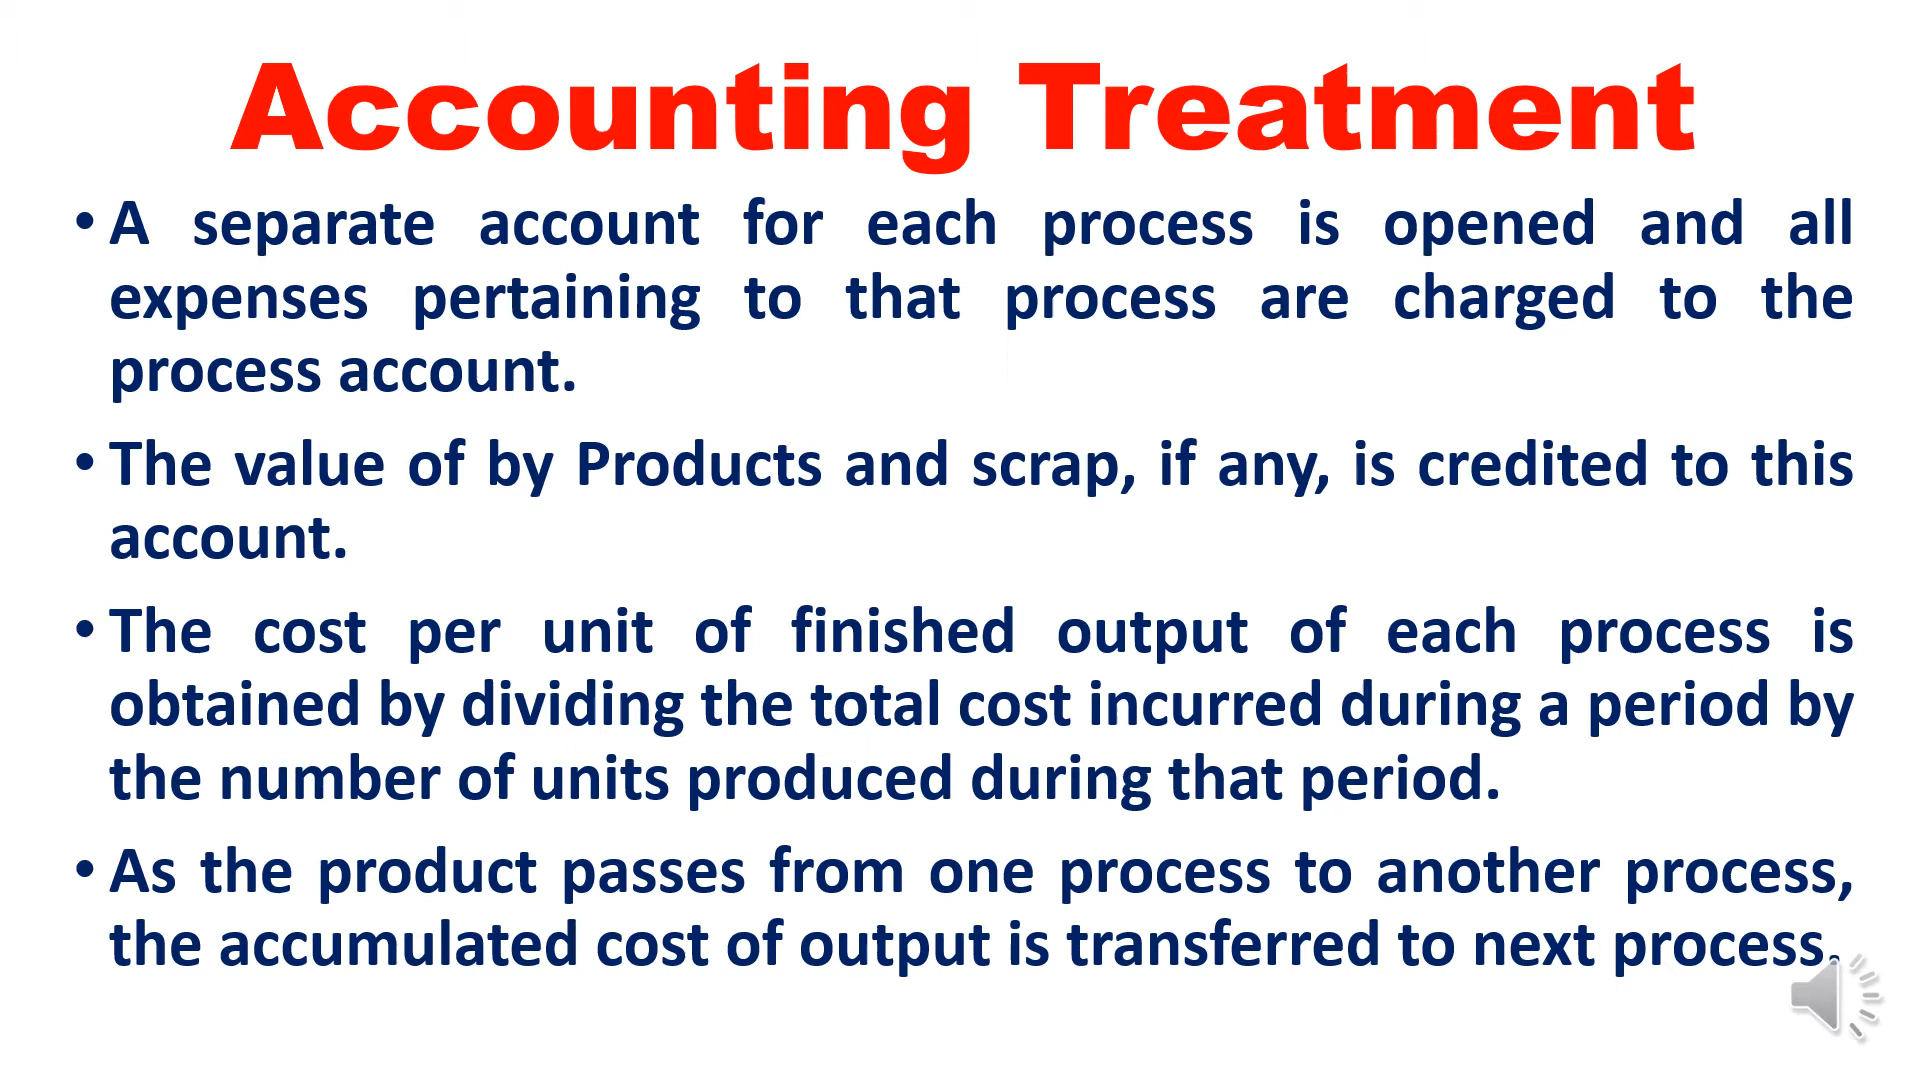 Accounting Treatment
• A separate account for each process is opened and all
expenses pertaining to that process are charged to the
process account.
• The value of by Products and scrap, if any, is credited to this
account.
• The cost per unit of finished output of each process is
obtained by dividing the total cost incurred during a period by
the number of units produced during that period.
• As the product passes from one process to another process,
the accumulated cost of output is transferred to next process.